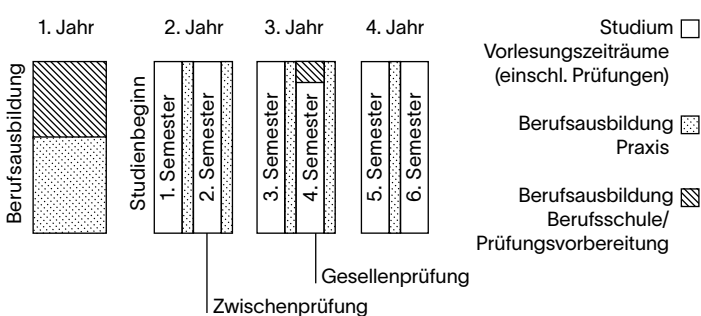 1. Jahr
2. Jahr
3. Jahr
4. Jahr
Berufsausbildung
Studienbeginn
1. Semester
2. Semester
3. Semester
4. Semester
5. Semester
6. Semester
Gesellenprüfung
Zwischenprüfung
Studium
Vorlesungszeiträume
(einschl. Prüfungen)
Berufsausbildung
Praxis
Berufsausbildung
Berufsschule/
Prüfungsvorbereitung